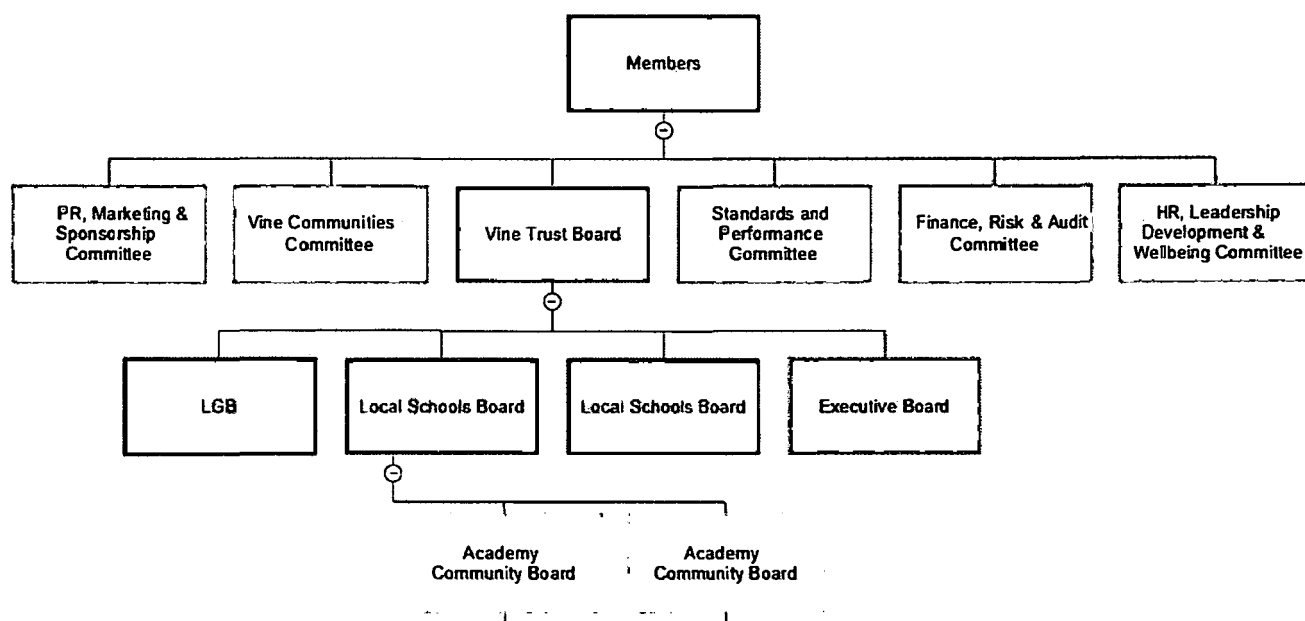 Members
PR, Marketing &
Sponsorship
Committee
Vine Communities
Committee
Vine Trust Board
Standards and
Performance
Committee
Finance, Risk & Audit
Committee
HR, Leadership
Development &
Wellbeing Committee
LGB
Local Schools Board
Local Schools Board
Executive Board
Academy
Community Board
Academy
Community Board